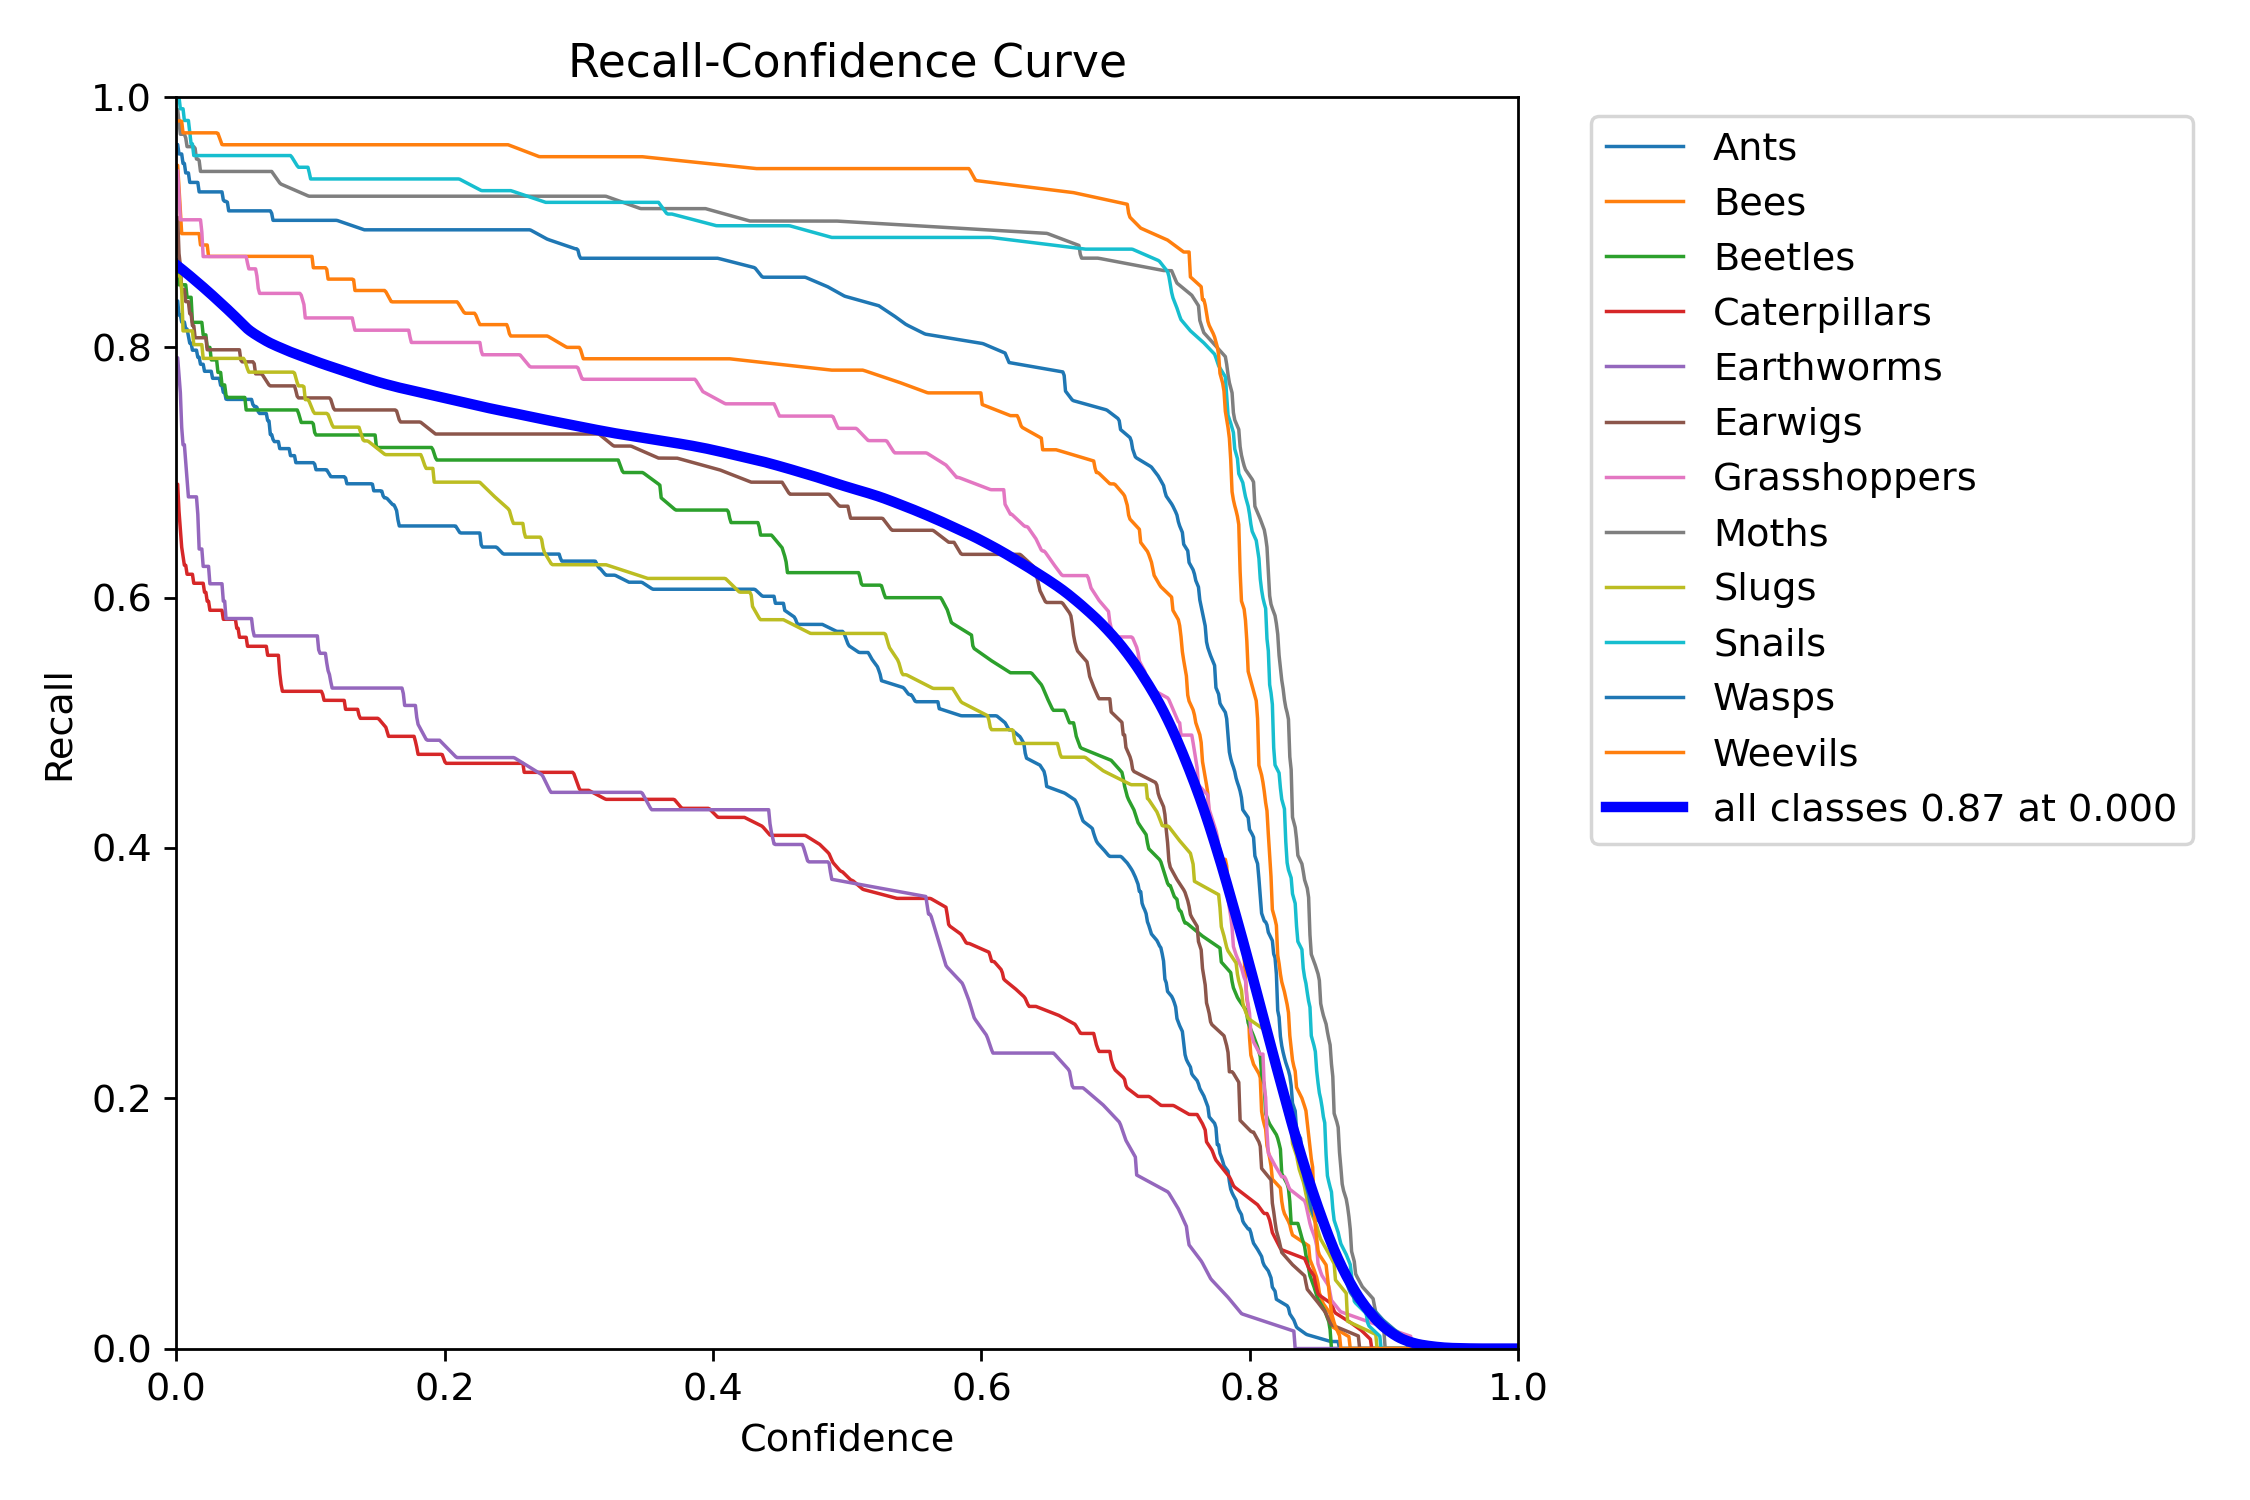 Recall-Confidence Curve
1.0
0.8
0.6
0.4
0.2
0.0
Recall
0.0 0.2 0.4 0.6 0.8 1.0
Confidence
Ants
Bees
Beetles
Caterpillars
Earthworms
Earwigs
Grasshoppers
Moths
Slugs
Snails
Wasps
Weevils
all classes 0.87 at 0.000